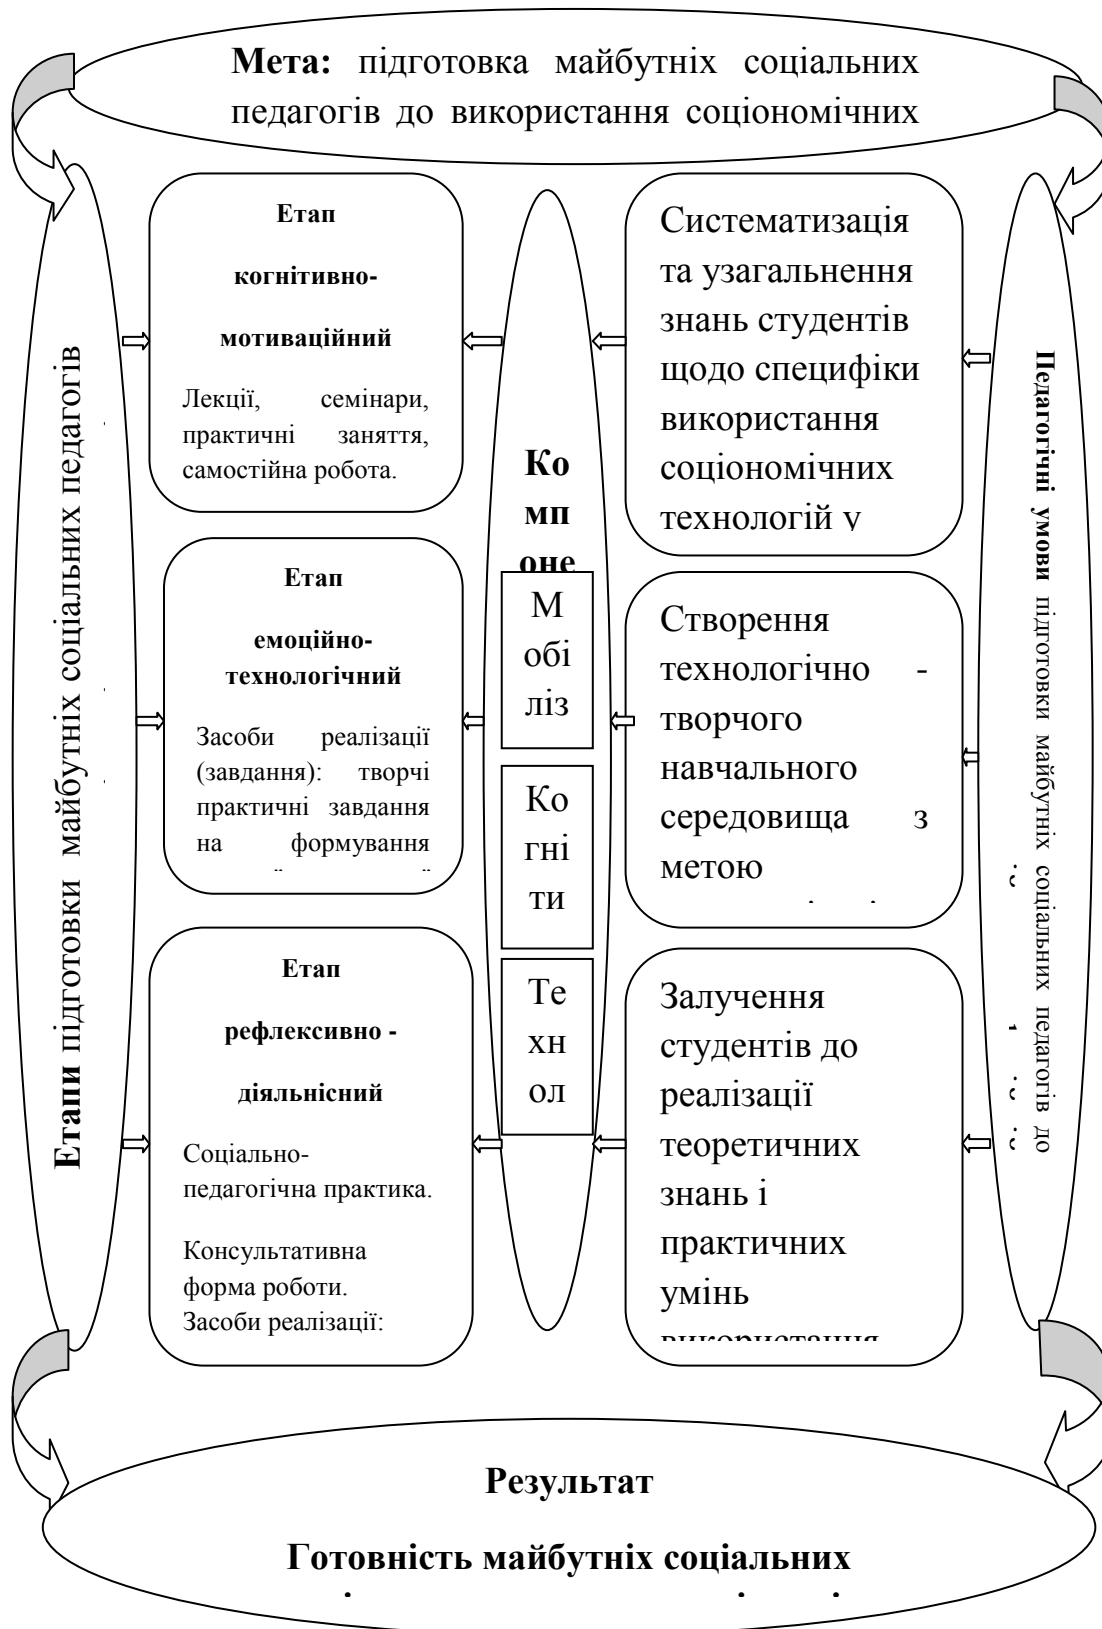 Мета: підготовка майбутніх соціальних
педагогів до використання соціономічних
Етапи підготовки майбутніх соціальних педагогів
Етап
когнітивно-
мотиваційний
Лекції, семінари,
практичні заняття,
самостійна робота.
Етап
емоційно-
технологічний
Засоби реалізації
(завдання): творчі
практичні завдання
на формування
Етап
рефлексивно -
діяльнісний
Соціально-
педагогічна практика.
Консультативна
форма роботи.
Засоби реалізації:
Ко
мп
оне
М
обі
ліз
Ко
гні
ти
Те
хн
ол
Систематизація
та узагальнення
знань студентів
щодо специфіки
використання
соціономічних
технологій у
Створення
технологічно -
творчого
навчального
середовища з
метою
Залучення
студентів до
реалізації
теоретичних
знань і
практичних
умінь
використання
Педагогічні умови підготовки майбутніх соціальних педагогів до
Результат
Готовність майбутніх соціальних